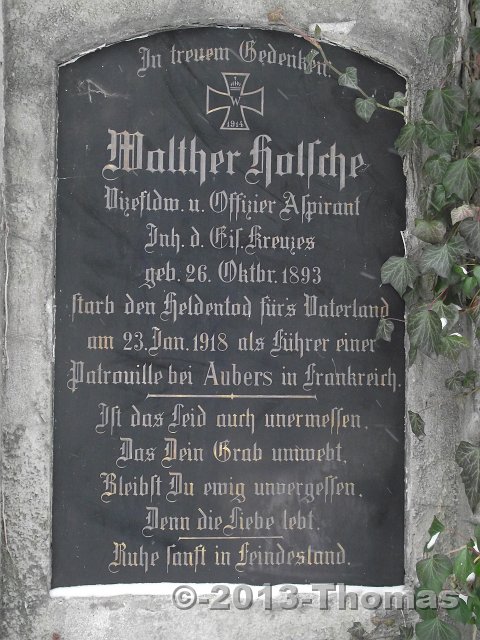 In treuem Gedenken.
W
1914
Walther Holsche
Vizefldw. u. Offizier Aspirant
Inh. d. Eis. Kreuzes
geb. 26. Oktbr. 1893
starb den Heldentod für's Vaterland
am 23. Jan. 1918 als Führer einer
Patrouille bei Aubers in Frankreich.
Ist das Leid auch unermessen,
Das Dein Grab umwebt,
Bleibst Du ewig unvergessen,
Denn die Liebe lebt.
Ruhe sanft in Feindesland.
©-2013-Thomas